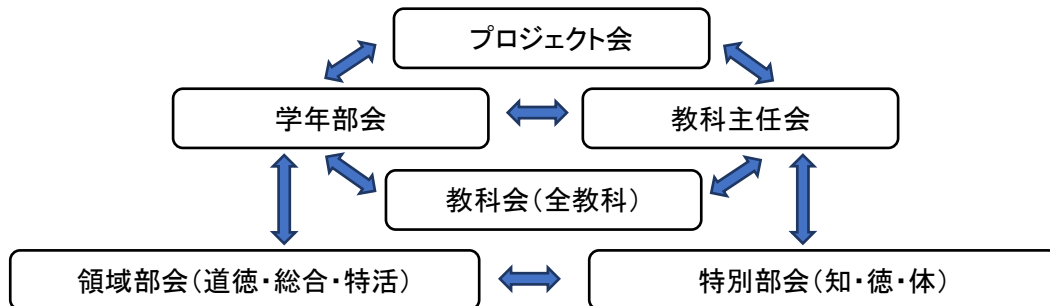 プロジェクト会
学年部会
教科主任会
教科会(全教科)
領域部会(道徳・総合・特活)
特別部会(知・徳・体)